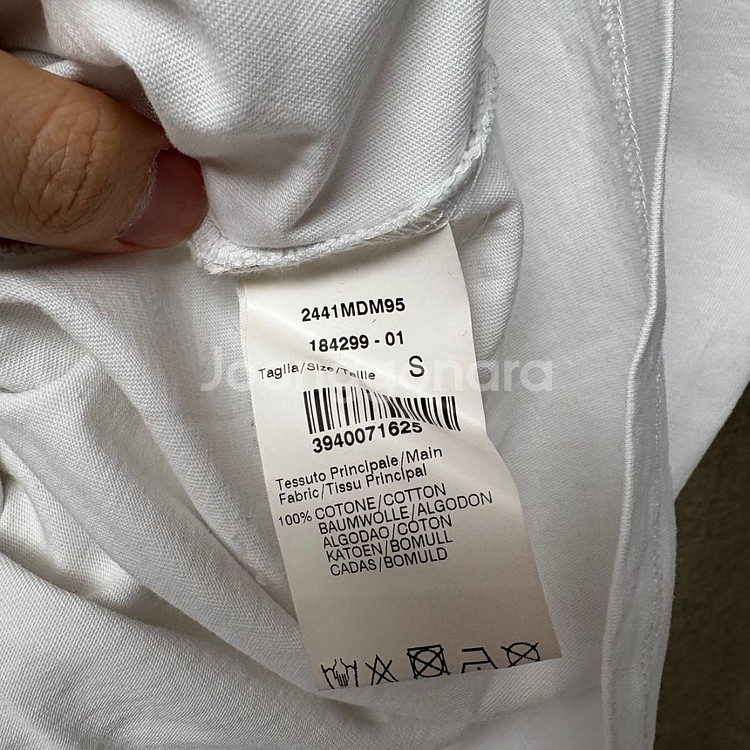 2441MDM95
184299 - 01
Taglia/Size/Taille S
3940071625
Tessuto Principale/Main
Fabric/Tissu Principal
100% COTONE/COTTON
BAUMWOLLE/ALGODON
ALGODAO/COTON
KATOEN/BOMULL
CADAS/BOMULD
Joonggonara